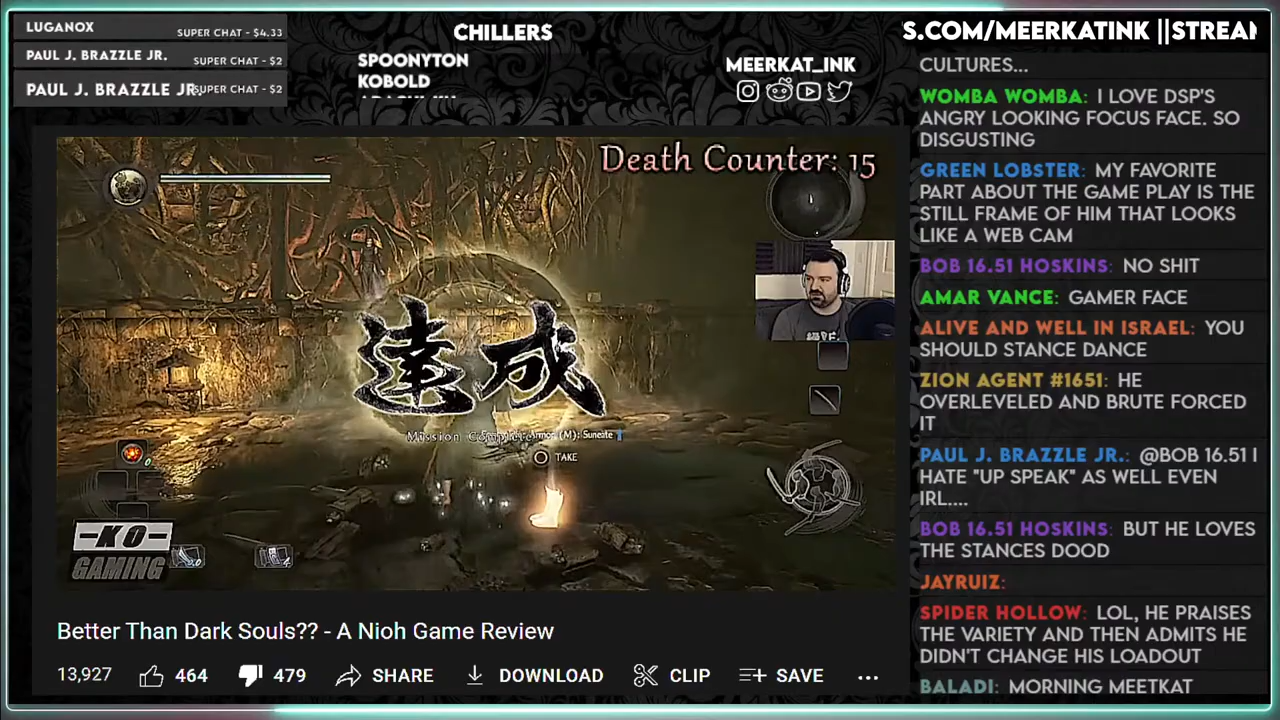 LUGANOX SUPER CHAT - $4.33
PAUL J. BRAZZLE JR. SUPER CHAT - $2
PAUL J. BRAZZLE JR. SUPER CHAT - $2
CHILLERS
SPOONYTON
KOBOLD
MEERKAT_INK
S.COM/MEERKATINK ||STREAM
CULTURES...
WOMBA WOMBA: I LOVE DSP'S
ANGRY LOOKING FOCUS FACE. SO
DISGUSTING
GREEN LOBSTER: MY FAVORITE
PART ABOUT THE GAME PLAY IS THE
STILL FRAME OF HIM THAT LOOKS
LIKE A WEB CAM
BOB 16.51 HOSKINS: NO SHIT
AMAR VANCE: GAMER FACE
ALIVE AND WELL IN ISRAEL: YOU
SHOULD STANCE DANCE
ZION AGENT #1651: HE
OVERLEVELED AND BRUTE FORCED
IT
PAUL J. BRAZZLE JR.: @BOB 16.51 I
HATE "UP SPEAK" AS WELL EVEN
IRL....
BOB 16.51 HOSKINS: BUT HE LOVES
THE STANCES DOOD
JAYRUIZ:
SPIDER HOLLOW: LOL, HE PRAISES
THE VARIETY AND THEN ADMITS HE
DIDN'T CHANGE HIS LOADOUT
BALADI: MORNING MEETKAT
Death Counter: 15
達成
Mission Complete
Armor (M): Suneate
TAKE
-KO-
GAMING
Better Than Dark Souls?? - A Nioh Game Review
13,927 464 479 SHARE DOWNLOAD CLIP SAVE ...